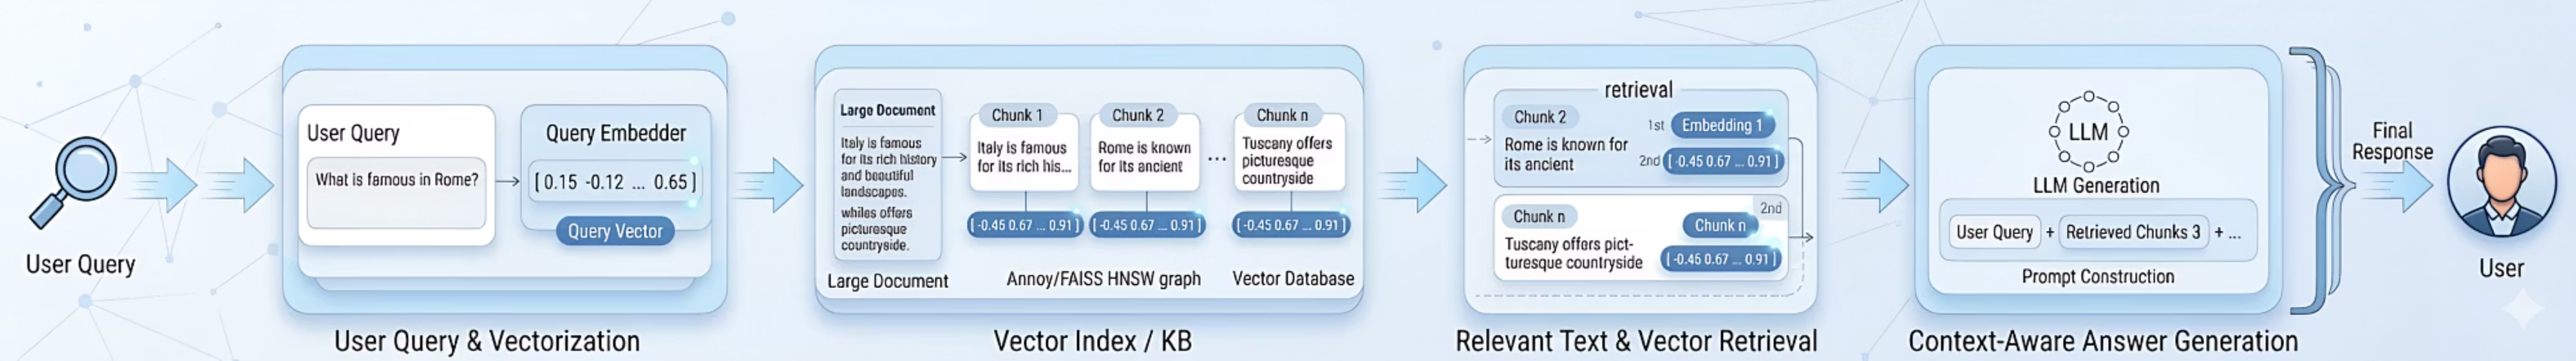 User Query
User Query
What is famous in Rome?
Query Embedder
[ 0.15 -0.12 ... 0.65 ]
Query Vector
User Query & Vectorization
Large Document
Italy is famous
for its rich history
and beautiful
landscapes.
whiles offers
picturesque
countryside.
Large Document
Chunk 1
Italy is famous
for its rich his...
[ -0.45 0.67 ... 0.91 ]
Chunk 2
Rome is known
for its ancient
[ -0.45 0.67 ... 0.91 ]
...
Chunk n
Tuscany offers
picturesque
countryside
[ -0.45 0.67 ... 0.91 ]
Annoy/FAISS HNSW graph
Vector Database
Vector Index / KB
retrieval
Chunk 2
Rome is known for
its ancient
1st
Embedding 1
2nd
[ -0.45 0.67 ... 0.91 ]
Chunk n
Tuscany offers pict-
turesque countryside
2nd
Chunk n
[ -0.45 0.67 ... 0.91 ]
Relevant Text & Vector Retrieval
LLM
LLM Generation
User Query + Retrieved Chunks 3 + ...
Prompt Construction
Context-Aware Answer Generation
Final
Response
User